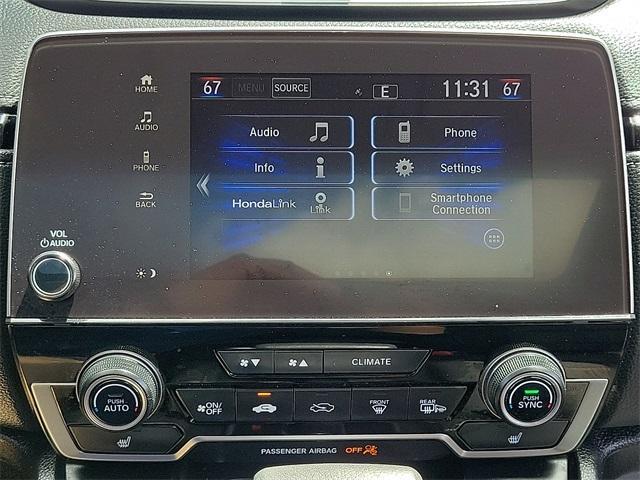 HOME
AUDIO
PHONE
BACK
VOL
AUDIO
67 MENU SOURCE E 11:31 67
Audio Phone
Info Settings
HondaLink Link Smartphone
Connection
CLIMATE
PUSH
AUTO
ON/
OFF
FRONT
REAR
PUSH
SYNC
PASSENGER AIRBAG OFF